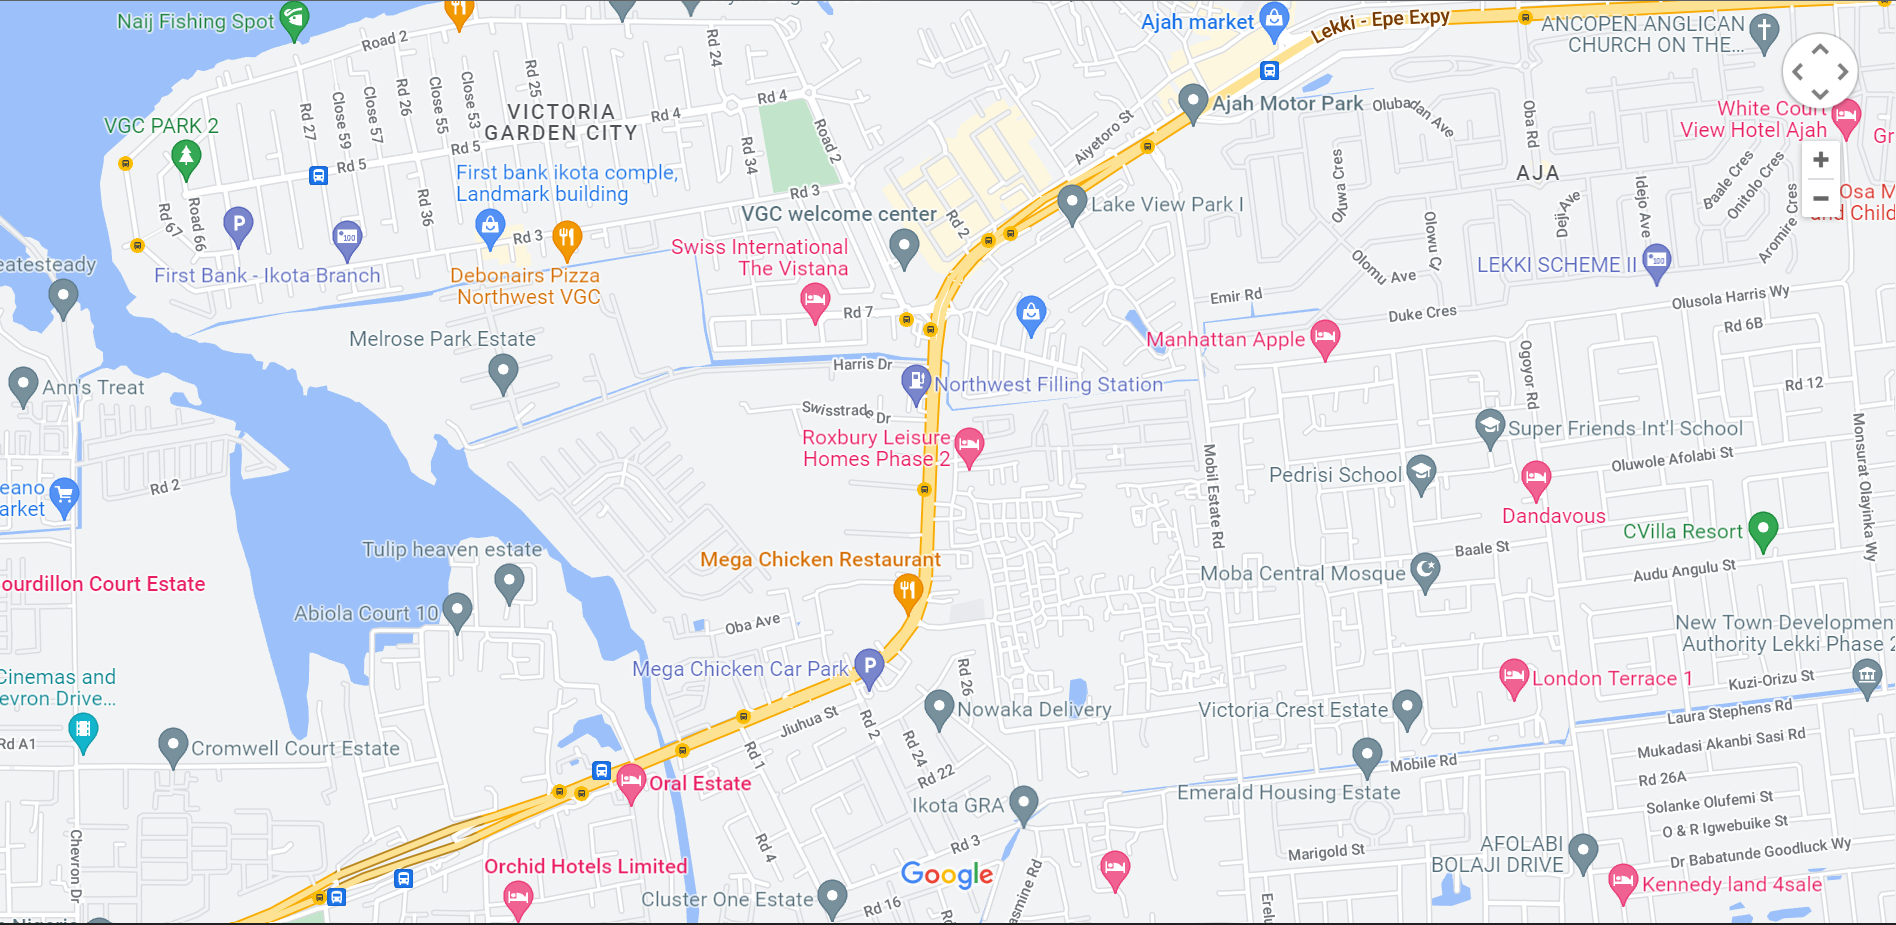 Naij Fishing Spot
Road 2
Rd 24
Ajah market
Lekki - Epe Expy
ANCOPEN ANGLICAN
CHURCH ON THE...
Rd 25
Close 53
Close 55
Rd 26
Close 57
Close 59
Rd 27
VICTORIA
GARDEN CITY
Rd 4
Rd 4
Road 2
Ajah Motor Park
Olubadan Ave
Oba Rd
White Court
View Hotel Ajah
Gr
VGC PARK 2
Rd 5
Rd 5
Rd 34
Aiyetoro St
AJA
Baale Cres
Onitolo Cres
First bank ikota comple,
Landmark building
Rd 3
Rd 36
Oluwa Cres
Deji Ave
Idejo Ave
Aromire Cres
Osa M
and Child
Rd 67
Road 66
P
VGC welcome center
Rd 2
Lake View Park I
Olowu Cr
Rd 3
Swiss International
The Vistana
Olomu Ave
LEKKI SCHEME II
eatesteady
First Bank - Ikota Branch
Debonairs Pizza
Northwest VGC
Emir Rd
Olusola Harris Wy
Rd 7
Duke Cres
Rd 6B
Melrose Park Estate
Manhattan Apple
Ogoyor Rd
Harris Dr
Ann's Treat
Northwest Filling Station
Rd 12
Swisstrade Dr
Roxbury Leisure
Homes Phase 2
Super Friends Int'l School
Monsurat Olayinka Wy
Mobil Estate Rd
Oluwole Afolabi St
Pedrisi School
Rd 2
eano
arket
Dandavous
CVilla Resort
Tulip heaven estate
Mega Chicken Restaurant
Baale St
Audu Angulu St
Moba Central Mosque
ourdillon Court Estate
Abiola Court 10
Oba Ave
New Town Developmen
Authority Lekki Phase 2
Cinemas and
evron Drive...
Mega Chicken Car Park
P
Rd 26
London Terrace 1
Kuzi-Orizu St
Nowaka Delivery
Victoria Crest Estate
Laura Stephens Rd
Jiuhua St
Rd 2
Rd A1
Cromwell Court Estate
Rd 1
Rd 24
Mukadasi Akanbi Sasi Rd
Mobile Rd
Rd 22
Rd 26A
Oral Estate
Emerald Housing Estate
Ikota GRA
Solanke Olufemi St
O & R Igwebuike St
Chevron Dr
Rd 4
Rd 3
Marigold St
AFOLABI
BOLAJI DRIVE
Dr Babatunde Goodluck Wy
Orchid Hotels Limited
Google
asmine Rd
Kennedy land 4sale
Cluster One Estate
Rd 16
Erelu